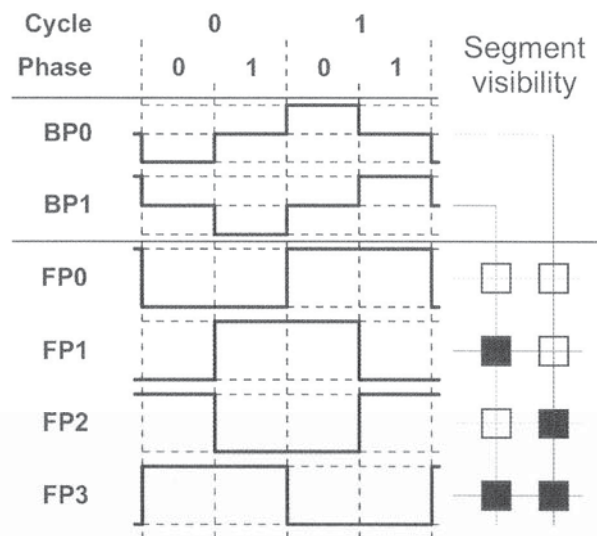 Cycle 0 1
Segment visibility
Phase 0 1 0 1
BP0
BP1
FP0
FP1
FP2
FP3